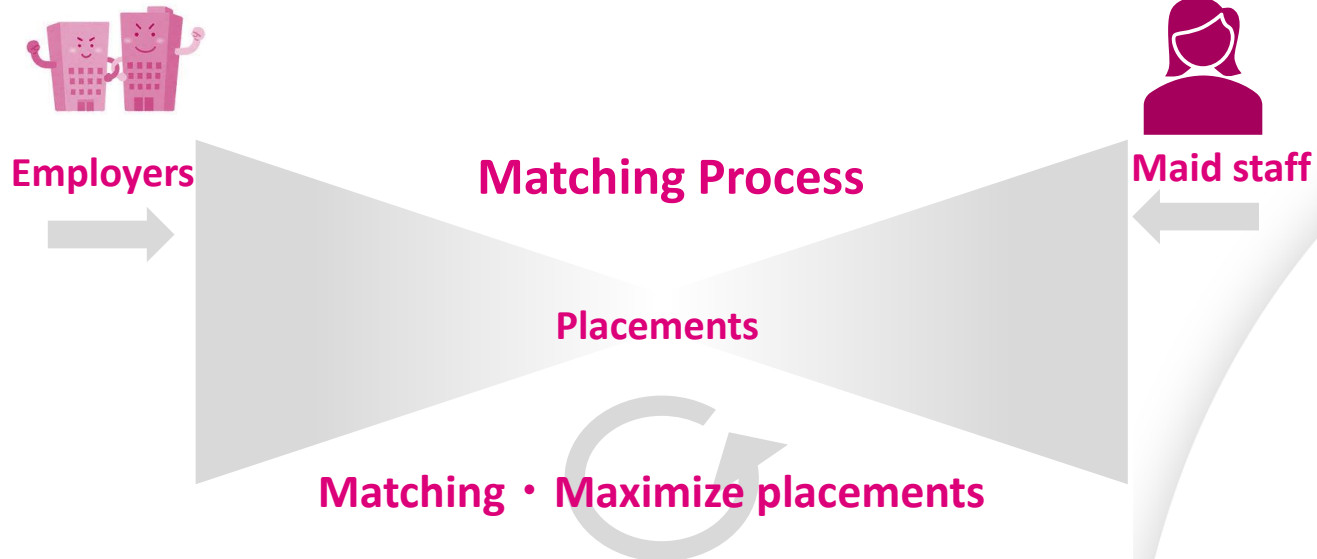 Employers
Matching Process
Maid staff
Placements
Matching・Maximize placements